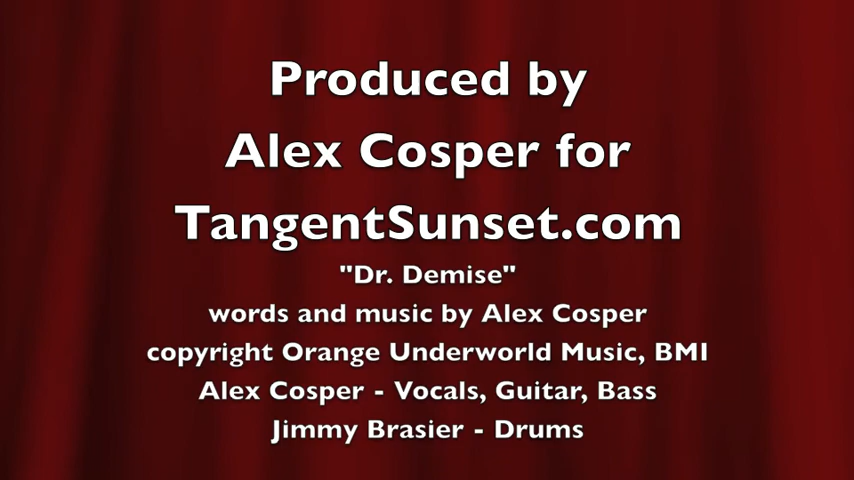 Produced by
Alex Cosper for
TangentSunset.com
"Dr. Demise"
words and music by Alex Cosper
copyright Orange Underworld Music, BMI
Alex Cosper - Vocals, Guitar, Bass
Jimmy Brasier - Drums